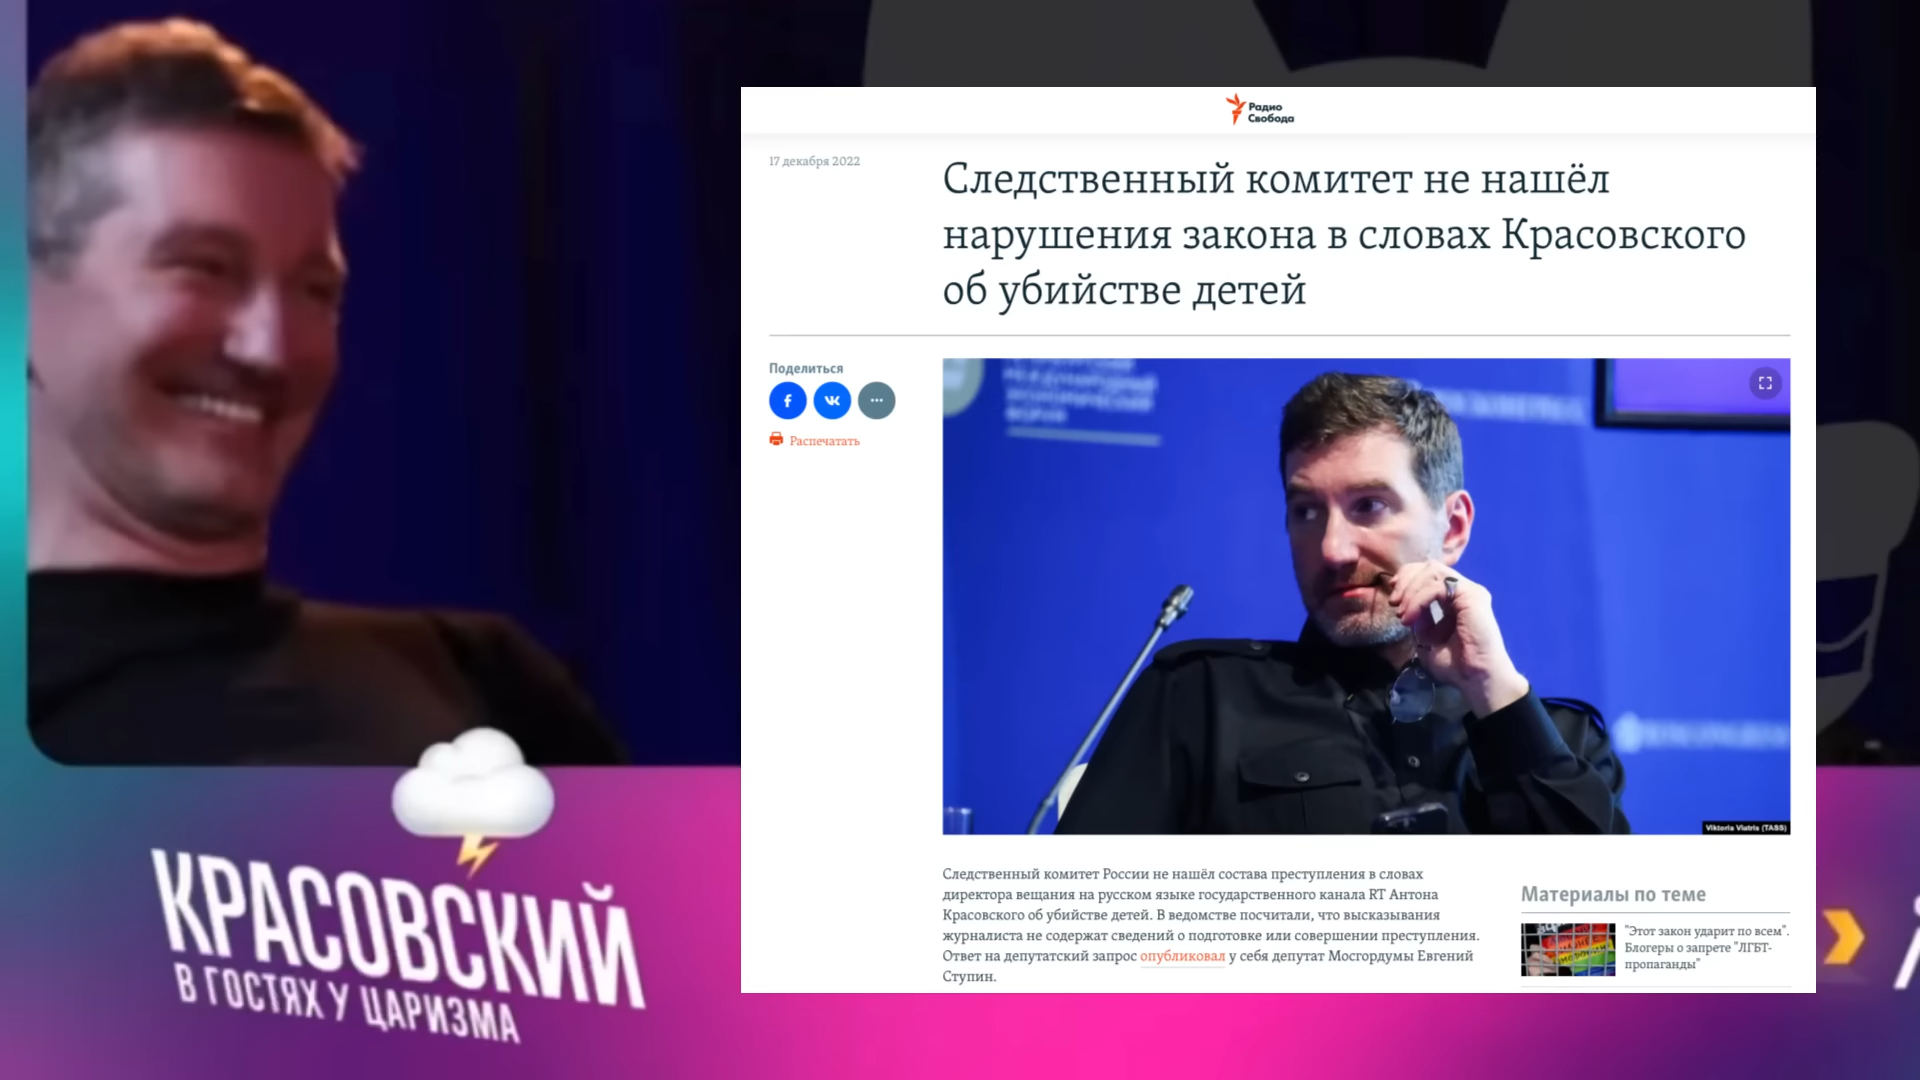 Радио
Свобода
17 декабря 2022
Следственный комитет не нашёл
нарушения закона в словах Красовского
об убийстве детей
Поделиться
Распечатать
Viktoria Viatris (TASS)
Следственный комитет России не нашёл состава преступления в словах
директора вещания на русском языке государственного канала RT Антона
Красовского об убийстве детей. В ведомстве посчитали, что высказывания
журналиста не содержат сведений о подготовке или совершении преступления.
Ответ на депутатский запрос опубликовал у себя депутат Мосгордумы Евгений
Ступин.
Материалы по теме
"Этот закон ударит по всем".
Блогеры о запрете "ЛГБТ-
пропаганды"
КРАСОВСКИЙ
В ГОСТЯХ У ЦАРИЗМА